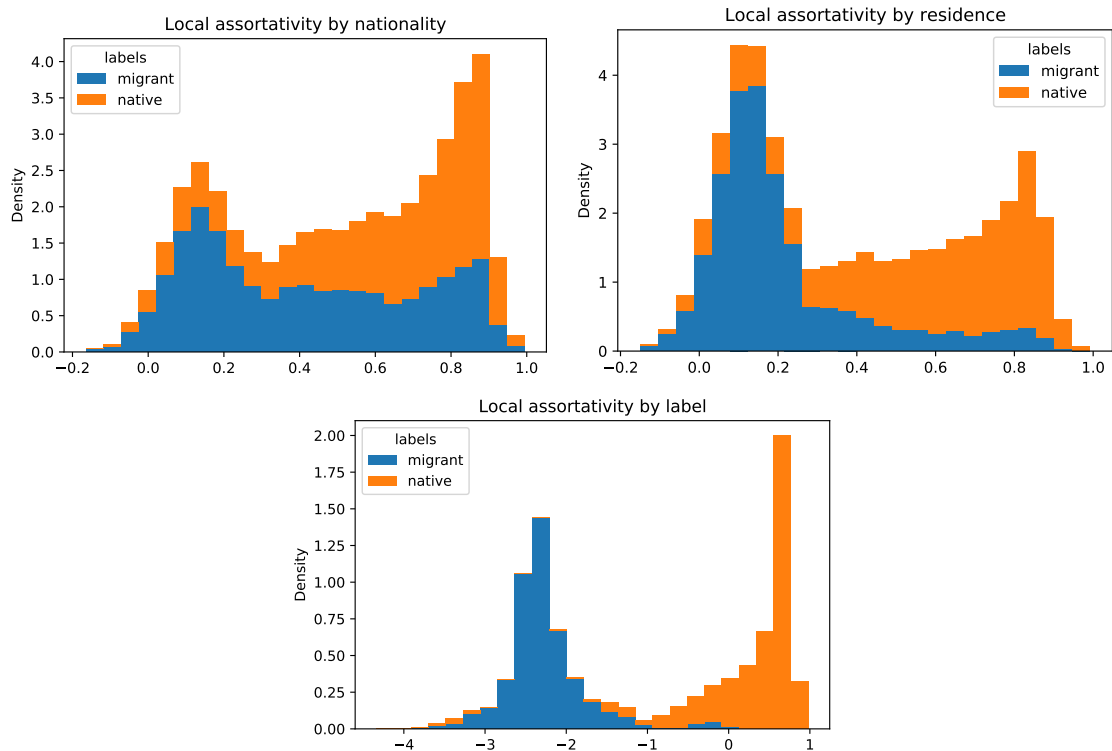 Local assortativity by nationality
labels
migrant
native
Density
4.0
3.5
3.0
2.5
2.0
1.5
1.0
0.5
0.0
−0.2 0.0 0.2 0.4 0.6 0.8 1.0
Local assortativity by residence
labels
migrant
native
Density
4
3
2
1
0
−0.2 0.0 0.2 0.4 0.6 0.8 1.0
Local assortativity by label
labels
migrant
native
Density
2.00
1.75
1.50
1.25
1.00
0.75
0.50
0.25
0.00
−4 −3 −2 −1 0 1